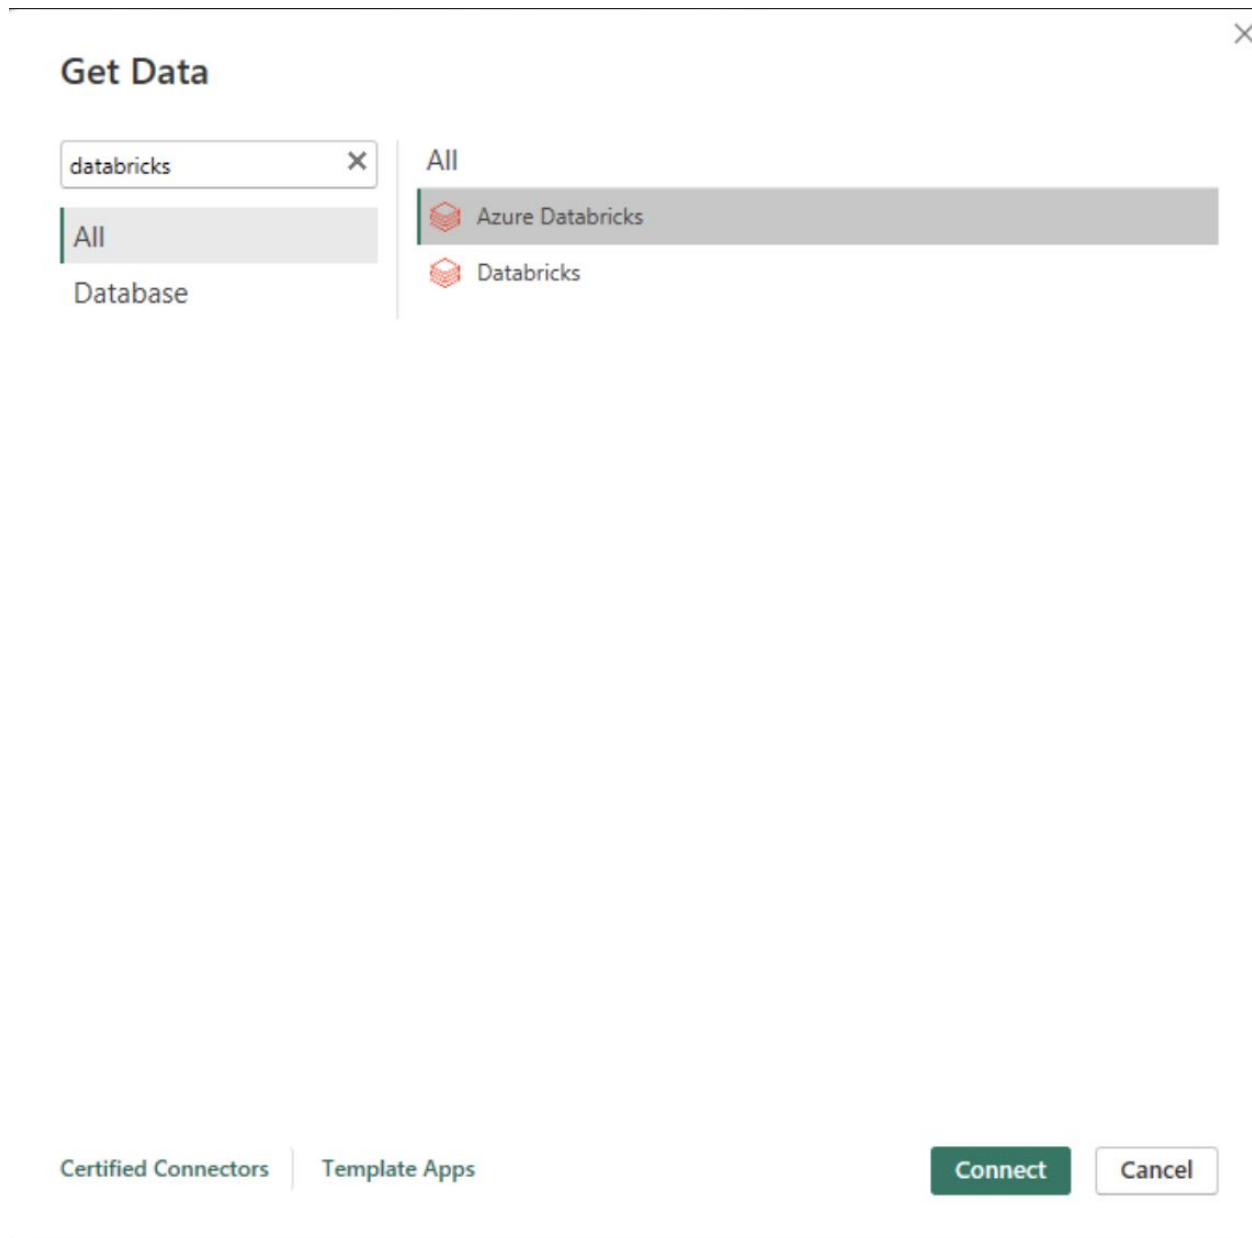 Get Data
databricks
All
Database
All
Azure Databricks
Databricks
Certified Connectors
Template Apps
Connect
Cancel